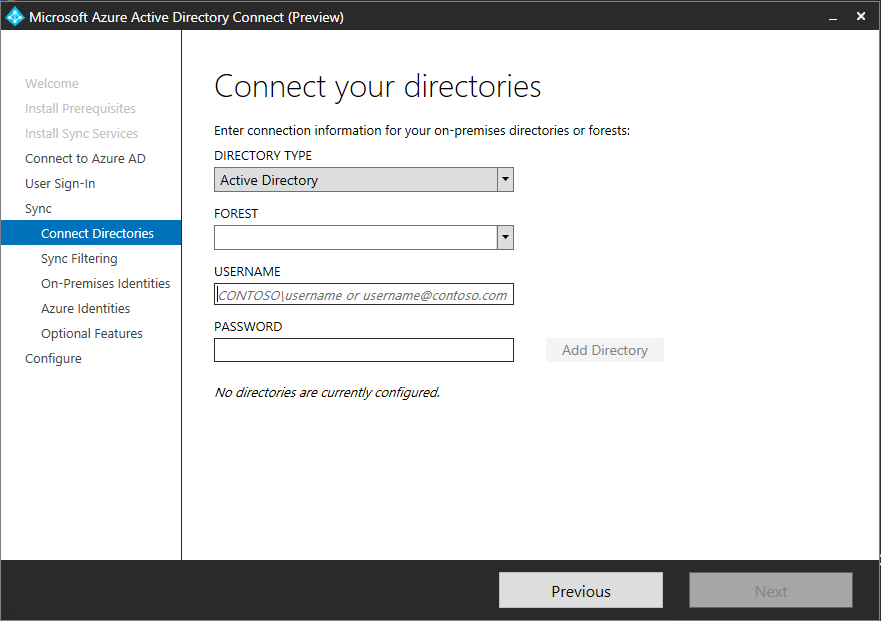 Microsoft Azure Active Directory Connect (Preview)
Welcome
Install Prerequisites
Install Sync Services
Connect to Azure AD
User Sign-In
Sync
Connect Directories
Sync Filtering
On-Premises Identities
Azure Identities
Optional Features
Configure
Connect your directories
Enter connection information for your on-premises directories or forests:
DIRECTORY TYPE
Active Directory
FOREST
USERNAME
CONTOSO\username or username@contoso.com
PASSWORD
Add Directory
No directories are currently configured.
Previous
Next